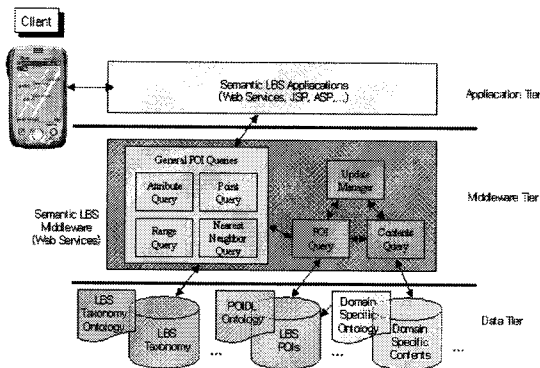 Client
Semantic LBS Appliacations
(Web Services, JSP, ASP,...)
Appliacation Tier
General POI Queries
Attribute
Query
Point
Query
Range
Query
Nearest
Neighbor
Query
Update
Manager
POI
Query
Contents
Query
Semantic LBS
Middleware
(Web Services)
Middleware Tier
LBS
Taxonomy
Ontology
LBS
Taxonomy
...
POIDL
Ontology
LBS
POIs
...
Domain
Specific
Ontology
Domain
Specific
Contents
...
Data Tier